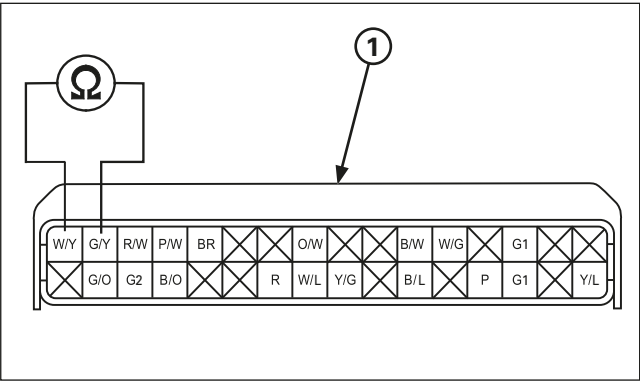 1
Ω
W/Y G/Y R/W P/W BR O/W B/W W/G G1
G/O G2 B/O R W/L Y/G B/L P G1 Y/L